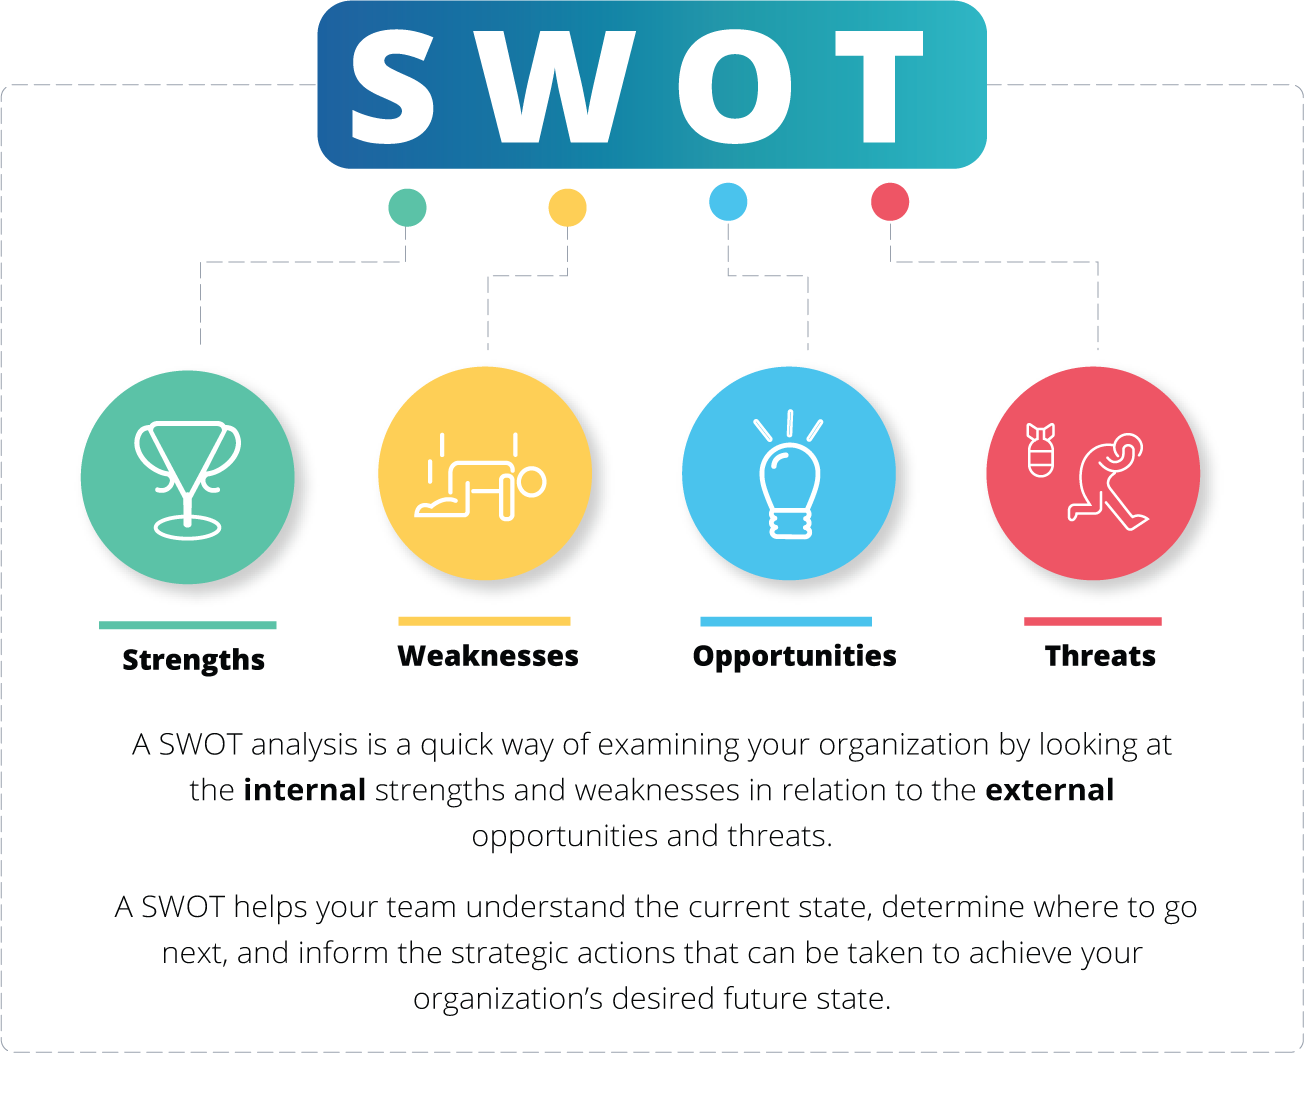 SWOT
Strengths
Weaknesses
Opportunities
Threats
A SWOT analysis is a quick way of examining your organization by looking at
the internal strengths and weaknesses in relation to the external
opportunities and threats.
A SWOT helps your team understand the current state, determine where to go
next, and inform the strategic actions that can be taken to achieve your
organization’s desired future state.